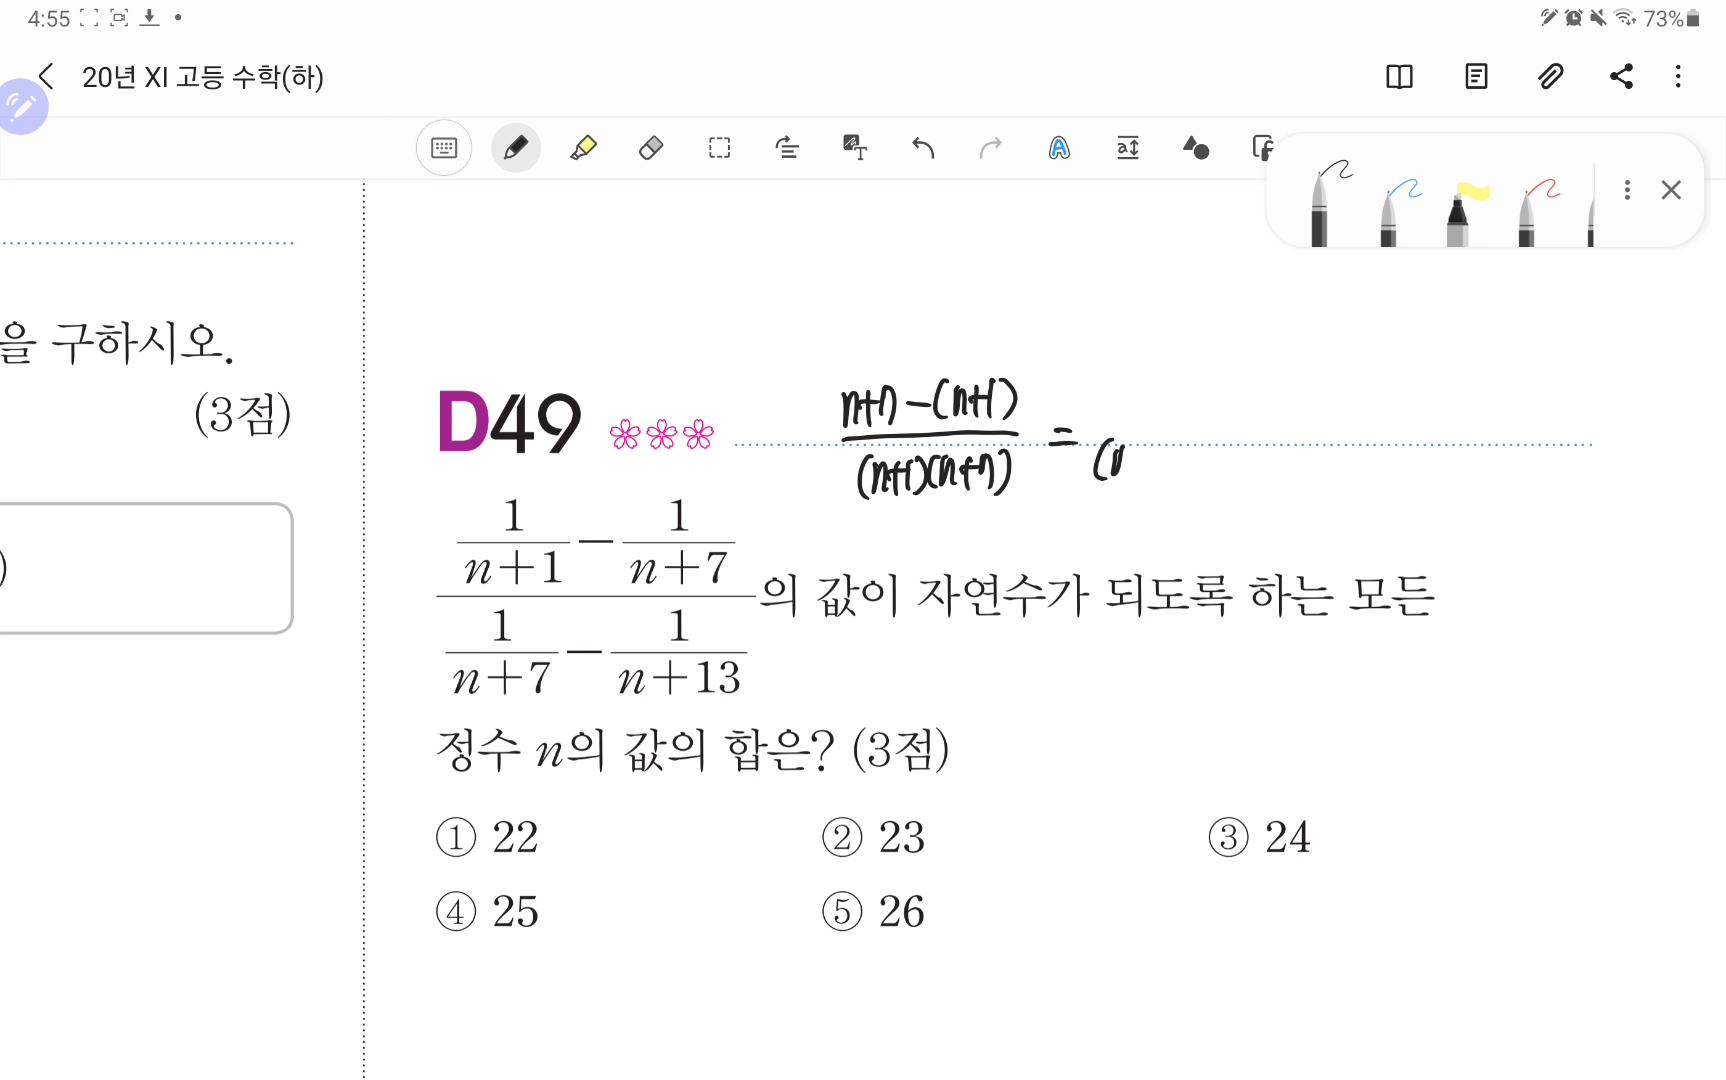 4:55
73%
20년 XI 고등 수학(하)
을 구하시오.
(3점)
)
D49
n+7-(n+1)
(n+1)(n+7)
=
1 1
n+1 − n+7
1 1
n+7 − n+13
의 값이 자연수가 되도록 하는 모든
정수 n의 값의 합은? (3점)
① 22 ② 23 ③ 24
④ 25 ⑤ 26